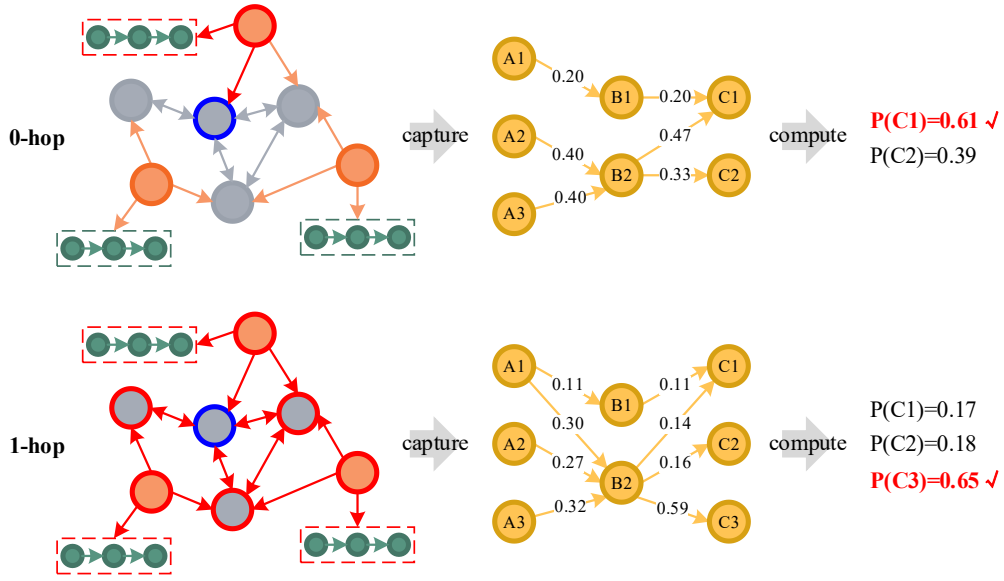 0-hop
capture
A1
A2
A3
B1
B2
C1
C2
0.20
0.20
0.47
0.40
0.33
0.40
compute
P(C1)=0.61 √
P(C2)=0.39
1-hop
capture
A1
A2
A3
B1
B2
C1
C2
C3
0.11
0.11
0.30
0.14
0.27
0.16
0.32
0.59
compute
P(C1)=0.17
P(C2)=0.18
P(C3)=0.65 √